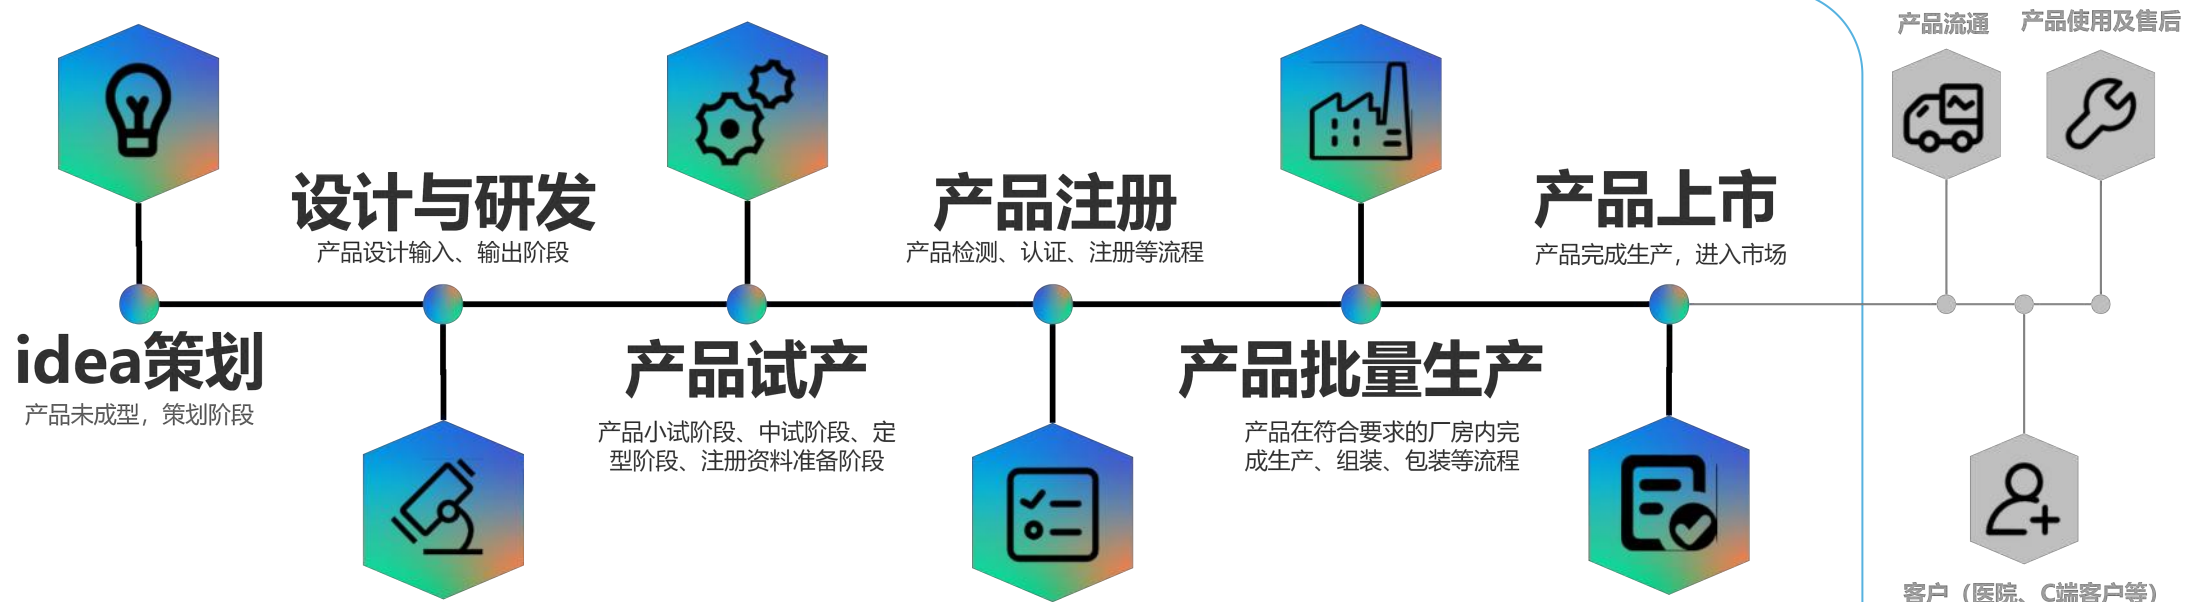 产品流通
产品使用及售后
设计与研发
产品设计输入、输出阶段
产品注册
产品检测、认证、注册等流程
产品上市
产品完成生产，进入市场
idea策划
产品未成型，策划阶段
产品试产
产品小试阶段、中试阶段、定
型阶段、注册资料准备阶段
产品批量生产
产品在符合要求的厂房内完
成生产、组装、包装等流程
客户（医院、C端客户等）